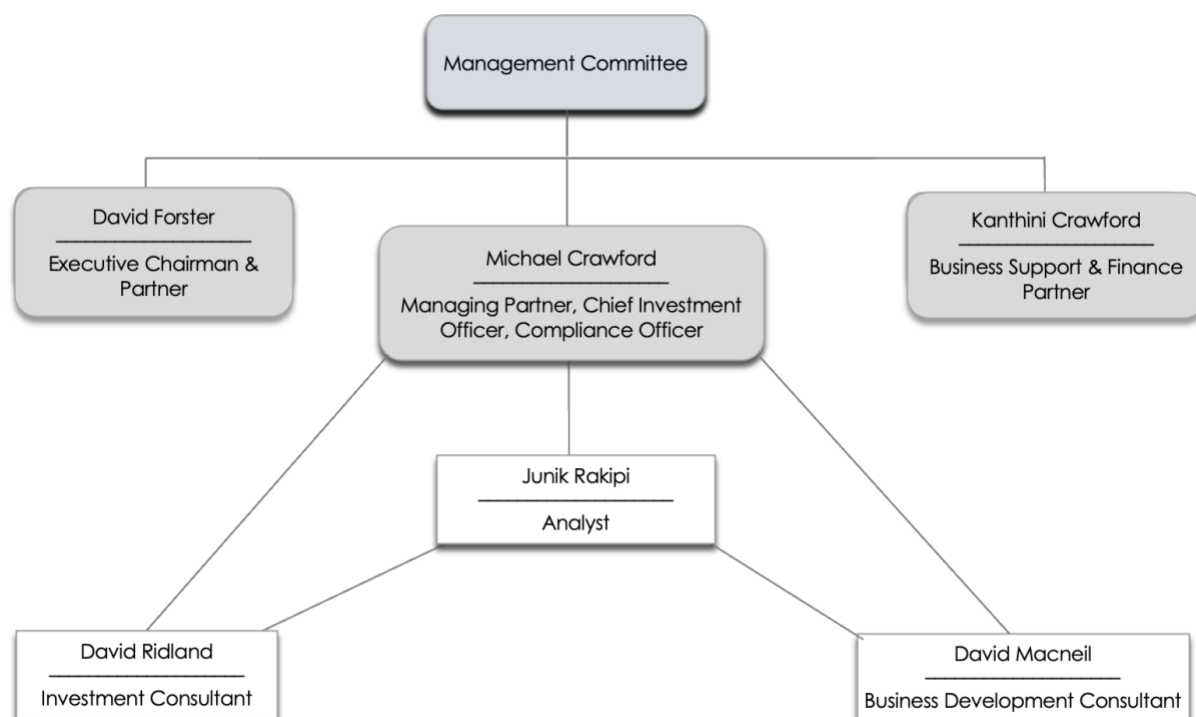 Management Committee
David Forster
Executive Chairman &
Partner
Michael Crawford
Managing Partner, Chief Investment
Officer, Compliance Officer
Kanthini Crawford
Business Support & Finance
Partner
Junik Rakipi
Analyst
David Ridland
Investment Consultant
David Macneil
Business Development Consultant